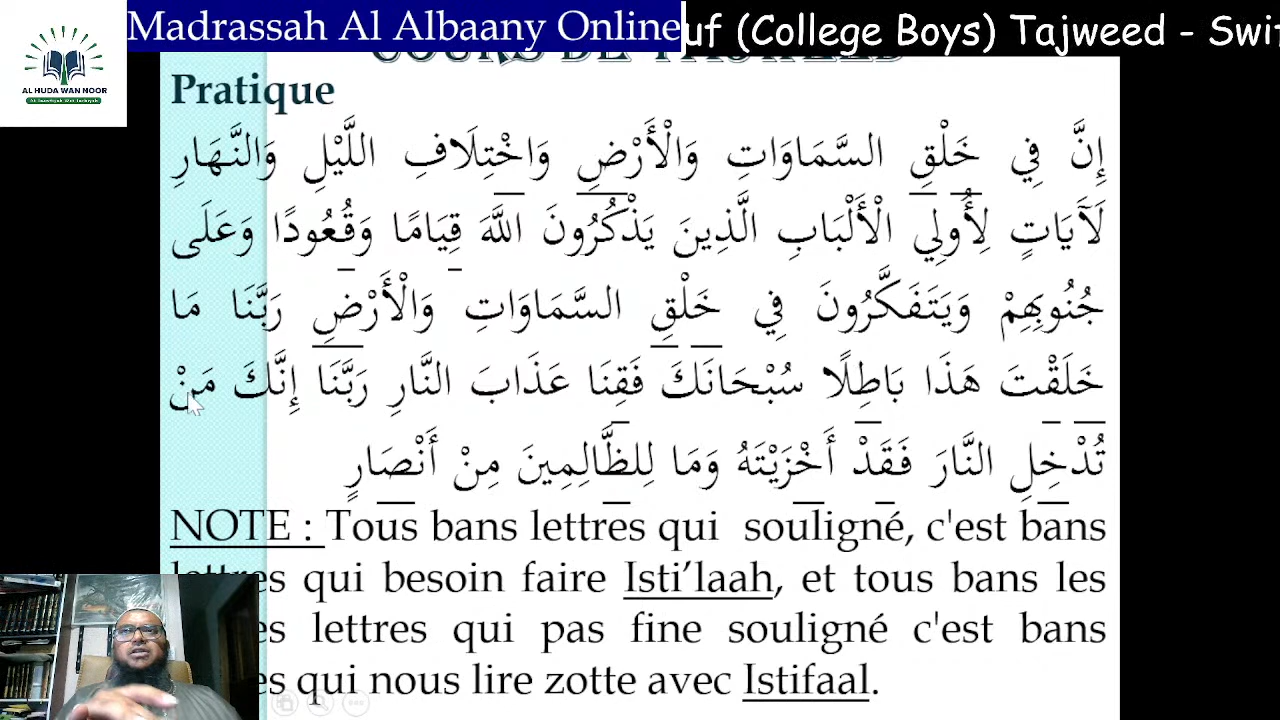 Madrassah Al Albaany Online
uf (College Boys) Tajweed - Swif
AL HUDA WAN NOOR
COURS DE TAJWEED
Pratique
إِنَّ فِي خَلْقِ السَّمَاوَاتِ وَالْأَرْضِ وَاخْتِلَافِ اللَّيْلِ وَالنَّهَارِ
لَآيَاتٍ لِأُولِي الْأَلْبَابِ الَّذِينَ يَذْكُرُونَ اللَّهَ قِيَامًا وَقُعُودًا وَعَلَى
جُنُوبِهِمْ وَيَتَفَكَّرُونَ فِي خَلْقِ السَّمَاوَاتِ وَالْأَرْضِ رَبَّنَا مَا
خَلَقْتَ هَذَا بَاطِلًا سُبْحَانَكَ فَقِنَا عَذَابَ النَّارِ رَبَّنَا إِنَّكَ مَنْ
تُدْخِلِ النَّارَ فَقَدْ أَخْزَيْتَهُ وَمَا لِلظَّالِمِينَ مِنْ أَنْصَارٍ
NOTE : Tous bans lettres qui souligné, c'est bans
lettres qui besoin faire Isti’laah, et tous bans les
lettres qui pas fine souligné c'est bans
qui nous lire zotte avec Istifaal.